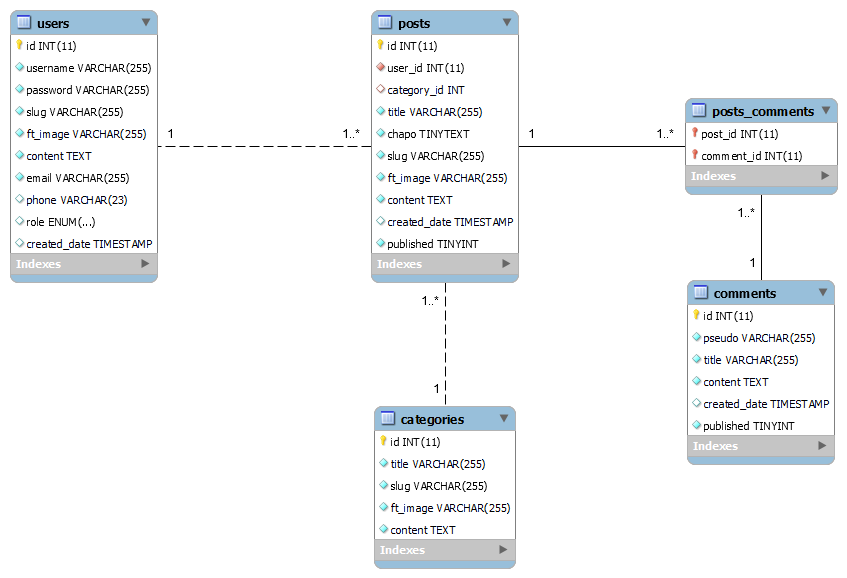 users
id INT(11)
username VARCHAR(255)
password VARCHAR(255)
slug VARCHAR(255)
ft_image VARCHAR(255)
content TEXT
email VARCHAR(255)
phone VARCHAR(23)
role ENUM(...)
created_date TIMESTAMP
Indexes
1
1..*
posts
id INT(11)
user_id INT(11)
category_id INT
title VARCHAR(255)
chapo TINYTEXT
slug VARCHAR(255)
ft_image VARCHAR(255)
content TEXT
created_date TIMESTAMP
published TINYINT
Indexes
1
1..*
posts_comments
post_id INT(11)
comment_id INT(11)
Indexes
1..*
1
comments
id INT(11)
pseudo VARCHAR(255)
title VARCHAR(255)
content TEXT
created_date TIMESTAMP
published TINYINT
Indexes
1..*
1
categories
id INT(11)
title VARCHAR(255)
slug VARCHAR(255)
ft_image VARCHAR(255)
content TEXT
Indexes